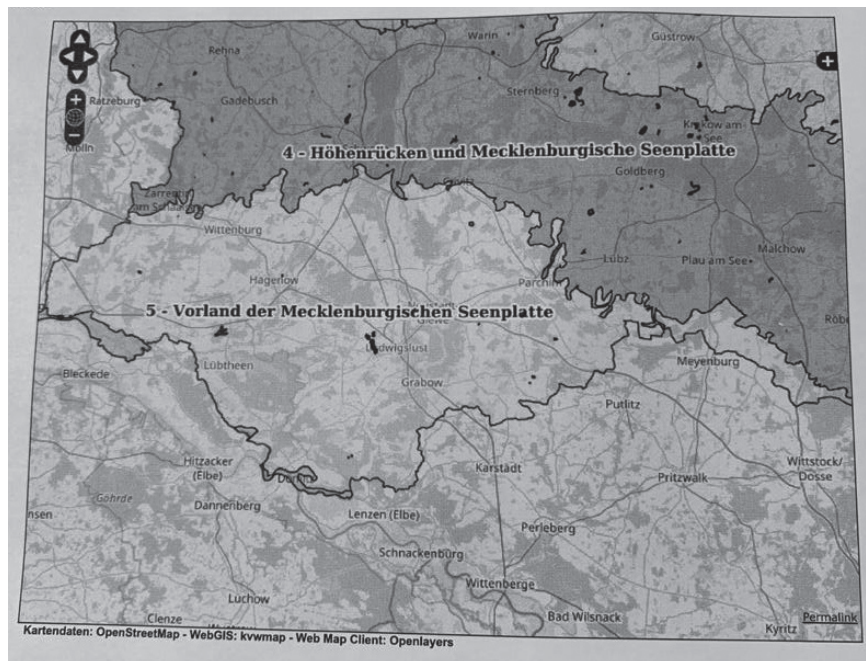 Rehna
Warin
Güstrow
Ratzeburg
Gadebusch
Sternberg
Mölln
Krakow am
See
4 - Höhenrücken und Mecklenburgische Seenplatte
Goldberg
Zarrentin
am Schaalsee
Wittenburg
Malchow
Lübz
Plau am See
Hagenow
Parchim
5 - Vorland der Mecklenburgischen Seenplatte
Ludwigslust
Lübtheen
Meyenburg
Bleckede
Grabow
Putlitz
Hitzacker
(Elbe)
Karstädt
Wittstock/
Dosse
Pritzwalk
Gohrde
Dannenberg
Lenzen (Elbe)
Perleberg
Schnackenburg
Wittenberge
Luchow
Bad Wilsnack
Clenze
Kyritz
Permalink
Kartendaten: OpenStreetMap - WebGIS: kvwmap - Web Map Client: Openlayers